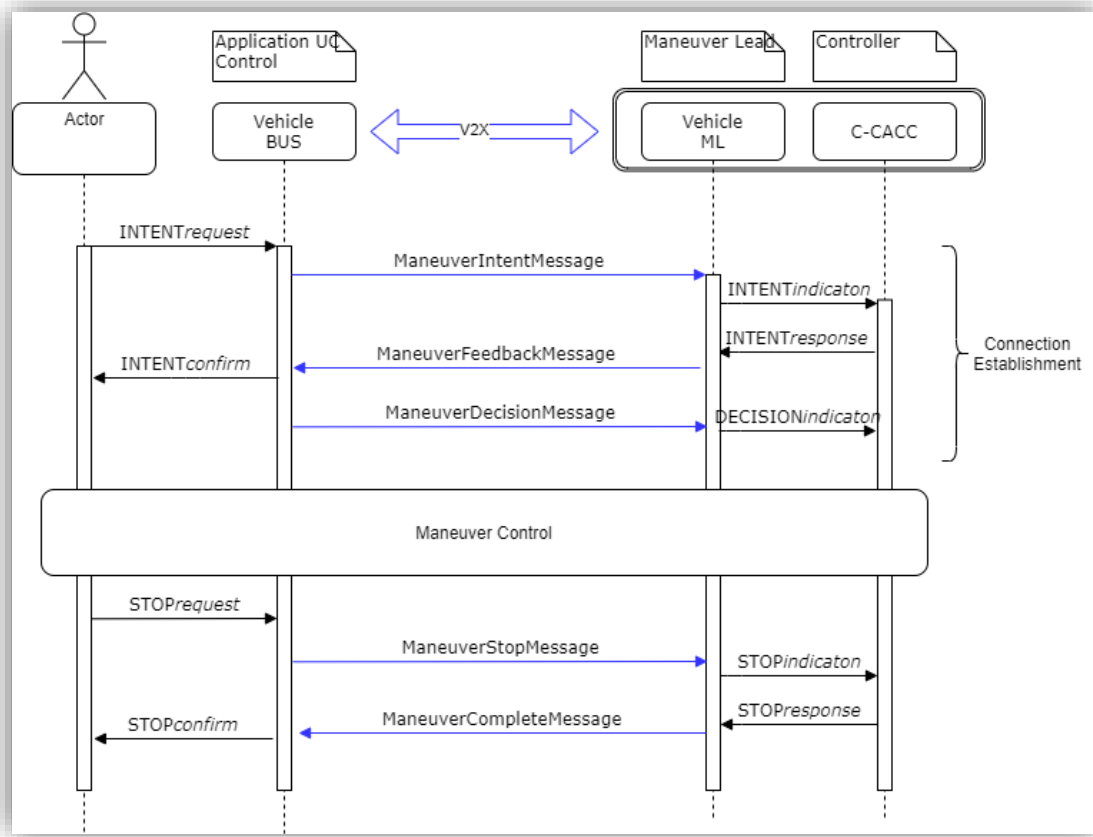 Application UC
Control
Maneuver Lead
Controller
Actor
Vehicle
BUS
V2X
Vehicle
ML
C-CACC
INTENTrequest
ManeuverIntentMessage
INTENTindicaton
INTENTresponse
ManeuverFeedbackMessage
INTENTconfirm
Connection
Establishment
ManeuverDecisionMessage
DECISIONindicaton
Maneuver Control
STOPrequest
ManeuverStopMessage
STOPindicaton
STOPresponse
ManeuverCompleteMessage
STOPconfirm